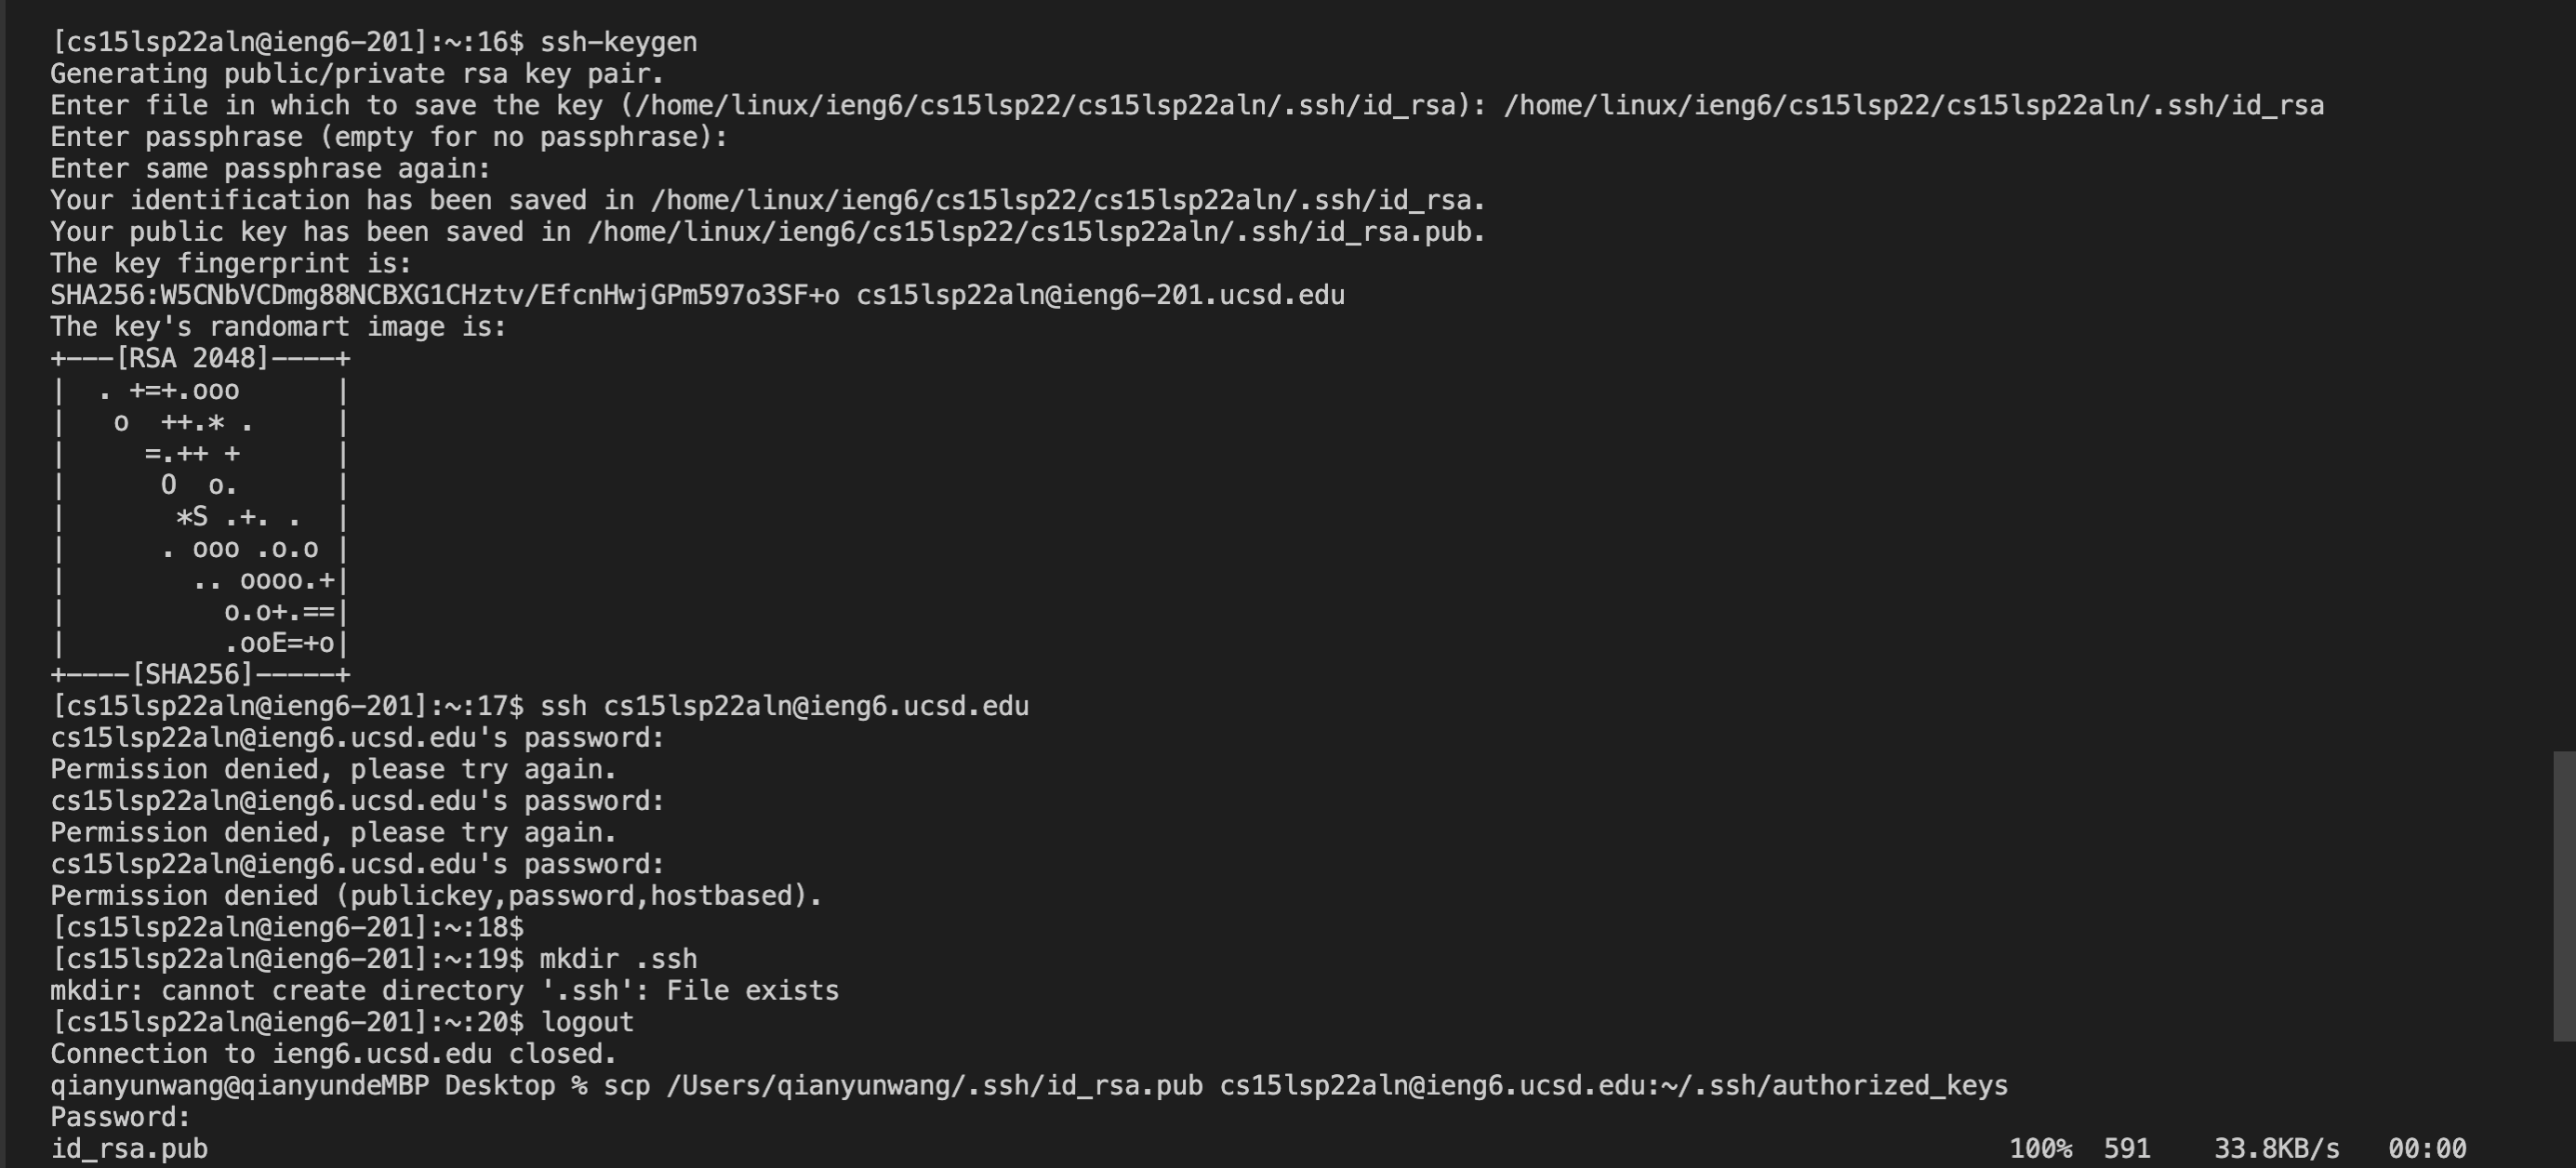 [cs15lsp22aln@ieng6-201]:~:16$ ssh-keygen
Generating public/private rsa key pair.
Enter file in which to save the key (/home/linux/ieng6/cs15lsp22/cs15lsp22aln/.ssh/id_rsa): /home/linux/ieng6/cs15lsp22/cs15lsp22aln/.ssh/id_rsa
Enter passphrase (empty for no passphrase):
Enter same passphrase again:
Your identification has been saved in /home/linux/ieng6/cs15lsp22/cs15lsp22aln/.ssh/id_rsa.
Your public key has been saved in /home/linux/ieng6/cs15lsp22/cs15lsp22aln/.ssh/id_rsa.pub.
The key fingerprint is:
SHA256:W5CNbVCDmg88NCBXG1CHztv/EfcnHwjGPm597o3SF+o cs15lsp22aln@ieng6-201.ucsd.edu
The key's randomart image is:
+---[RSA 2048]----+
|  . +=+.ooo      |
|   o  ++.* .     |
|     =.++ +      |
|      O  o.      |
|       *S .+. .  |
|      . ooo .o.o |
|        .. oooo.+|
|          o.o+.==|
|          .ooE=+o|
+----[SHA256]-----+
[cs15lsp22aln@ieng6-201]:~:17$ ssh cs15lsp22aln@ieng6.ucsd.edu
cs15lsp22aln@ieng6.ucsd.edu's password:
Permission denied, please try again.
cs15lsp22aln@ieng6.ucsd.edu's password:
Permission denied, please try again.
cs15lsp22aln@ieng6.ucsd.edu's password:
Permission denied (publickey,password,hostbased).
[cs15lsp22aln@ieng6-201]:~:18$
[cs15lsp22aln@ieng6-201]:~:19$ mkdir .ssh
mkdir: cannot create directory '.ssh': File exists
[cs15lsp22aln@ieng6-201]:~:20$ logout
Connection to ieng6.ucsd.edu closed.
qianyunwang@qianyundeMBP Desktop % scp /Users/qianyunwang/.ssh/id_rsa.pub cs15lsp22aln@ieng6.ucsd.edu:~/.ssh/authorized_keys
Password:
id_rsa.pub 100% 591 33.8KB/s 00:00